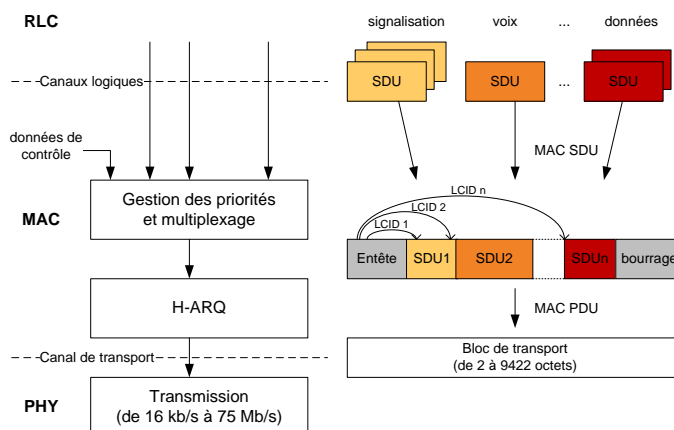 RLC
signalisation
voix
...
données
SDU
SDU
...
SDU
Canaux logiques
données de
contrôle
MAC SDU
MAC
Gestion des priorités
et multiplexage
LCID n
LCID 2
LCID 1
Entête
SDU1
SDU2
SDUn
bourrage
H-ARQ
MAC PDU
Canal de transport
Bloc de transport
(de 2 à 9422 octets)
PHY
Transmission
(de 16 kb/s à 75 Mb/s)